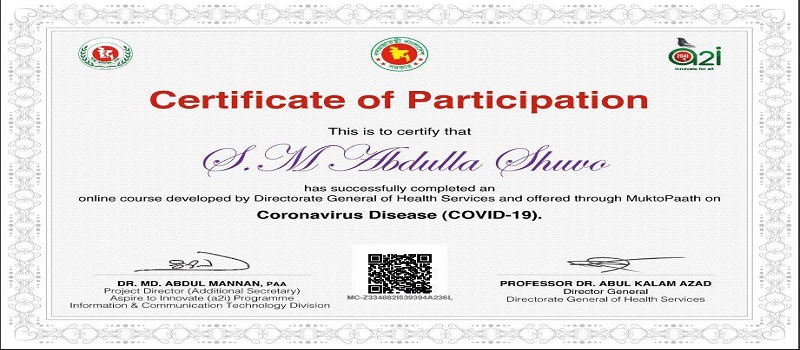 a2i
innovate for all
Certificate of Participation
This is to certify that
S.M Abdulla Shuvo
has successfully completed an
online course developed by Directorate General of Health Services and offered through MuktoPaath on
Coronavirus Disease (COVID-19).
DR. MD. ABDUL MANNAN, PAA
Project Director (Additional Secretary)
Aspire to Innovate (a2i) Programme
Information & Communication Technology Division
MC-Z334882I539394A236L
PROFESSOR DR. ABUL KALAM AZAD
Director General
Directorate General of Health Services